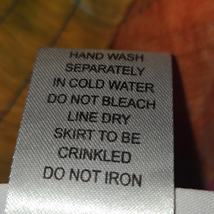 HAND WASH
SEPARATELY
IN COLD WATER
DO NOT BLEACH
LINE DRY
SKIRT TO BE
CRINKLED
DO NOT IRON